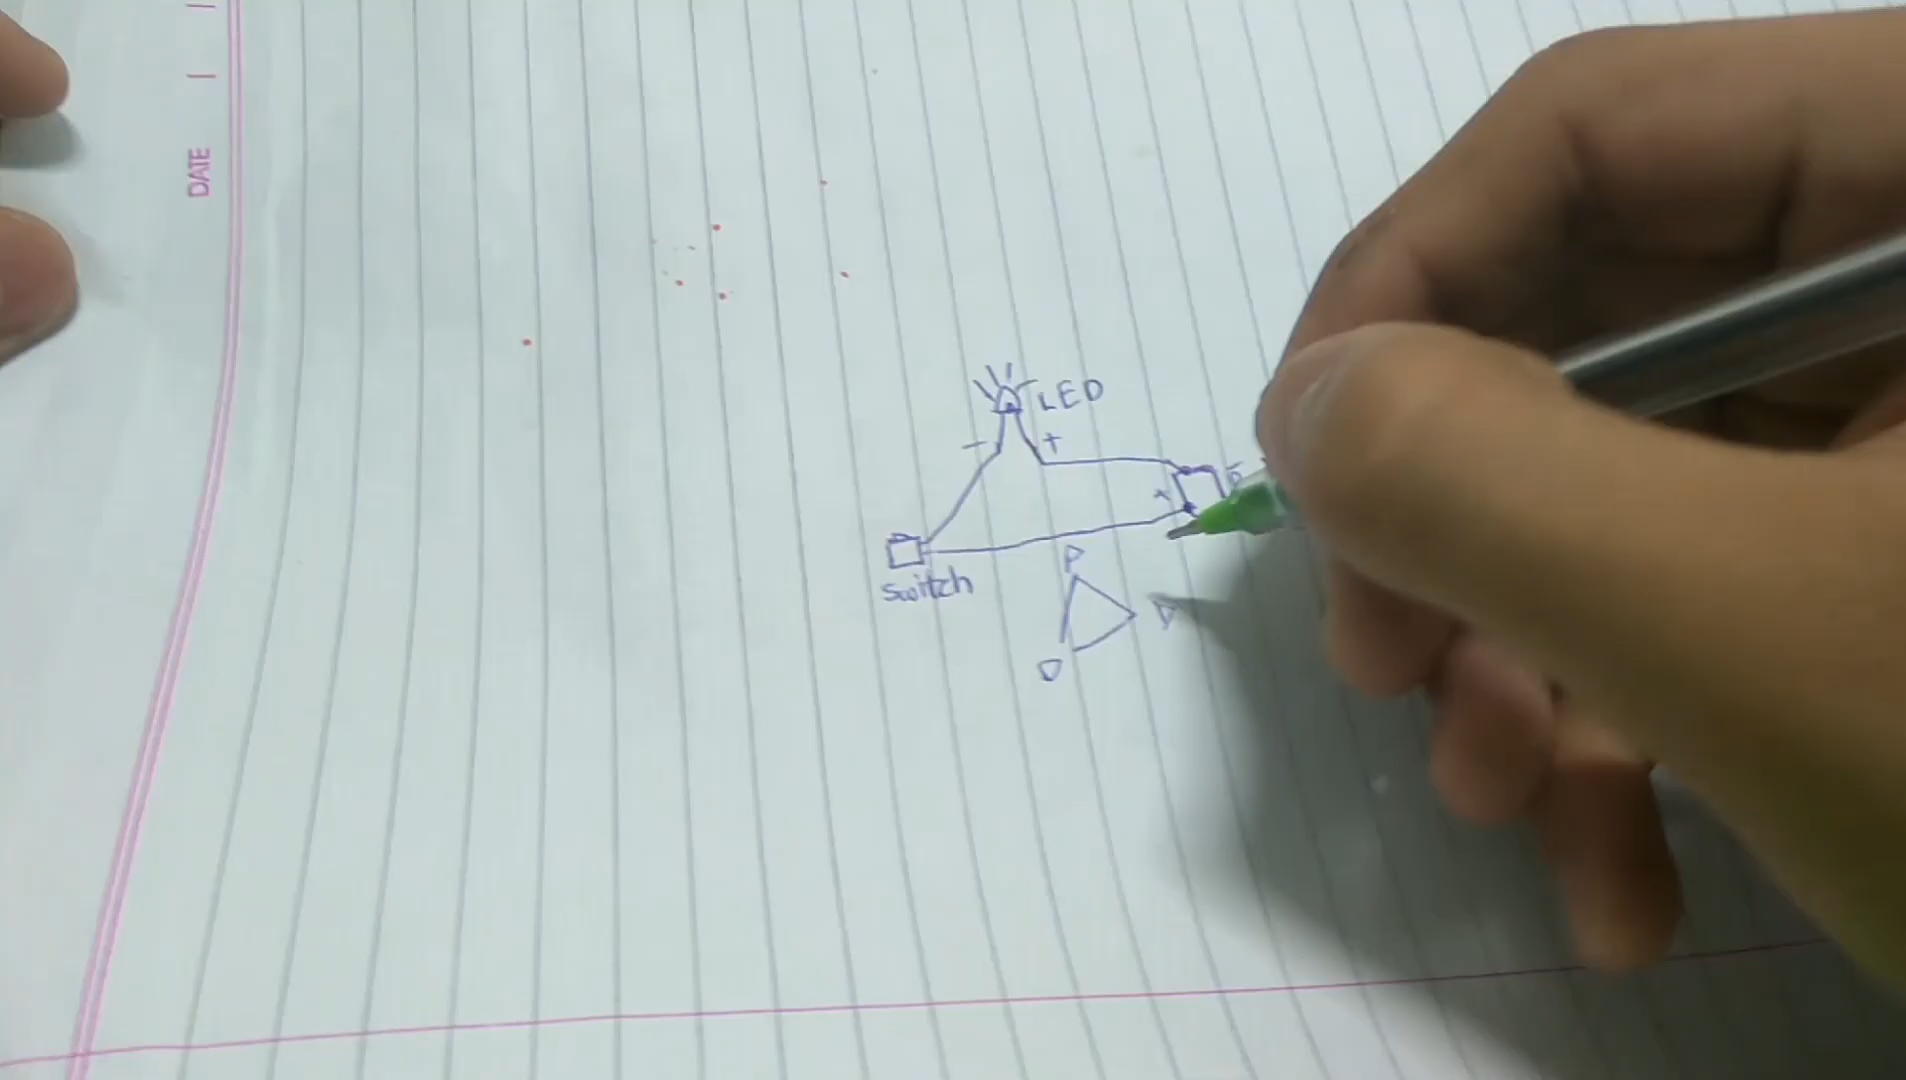 DATE
LED
- +
+
switch
P
D